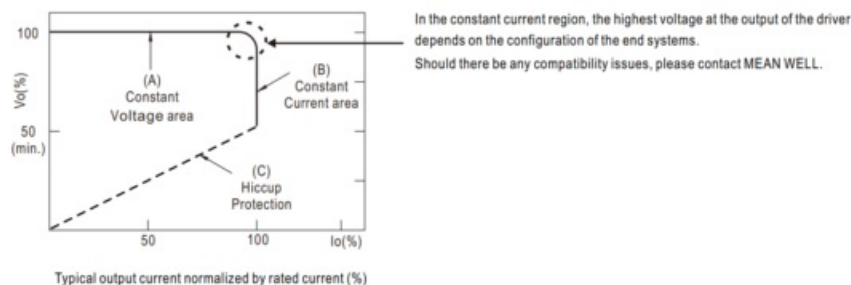 In the constant current region, the highest voltage at the output of the driver
depends on the configuration of the end systems.
Should there be any compatibility issues, please contact MEAN WELL.
100
Vo(%)
50
(min.)
(A)
Constant
Voltage area
(B)
Constant
Current area
(C)
Hiccup
Protection
50
100
Io(%)
Typical output current normalized by rated current (%)